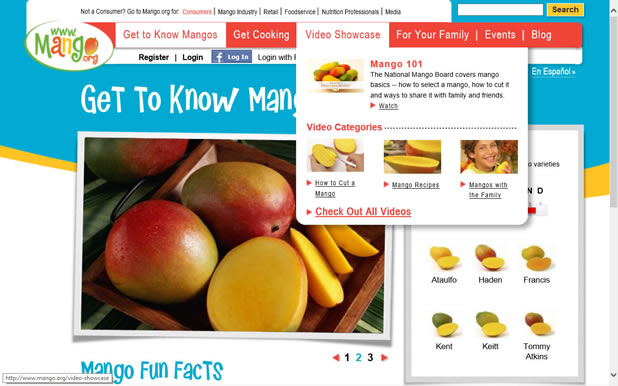 Not a Consumer? Go to Mango.org for: Consumers | Mango Industry | Retail | Foodservice | Nutrition Professionals | Media
Search
www.
Mango
.org
Get to Know Mangos
Get Cooking
Video Showcase
For Your Family | Events | Blog
Register | Login
f Log In
Login with F
En Español »
Get To Know Mang
Mango 101
The National Mango Board covers mango
basics -- how to select a mango, how to cut it
and ways to share it with family and friends.
Watch
Video Categories
How to Cut a
Mango
Mango Recipes
Mangos with
the Family
Check Out All Videos
o varieties
N D
Ataulfo
Haden
Francis
Kent
Keitt
Tommy
Atkins
1 2 3
Mango Fun Facts
http://www.mango.org/video-showcase